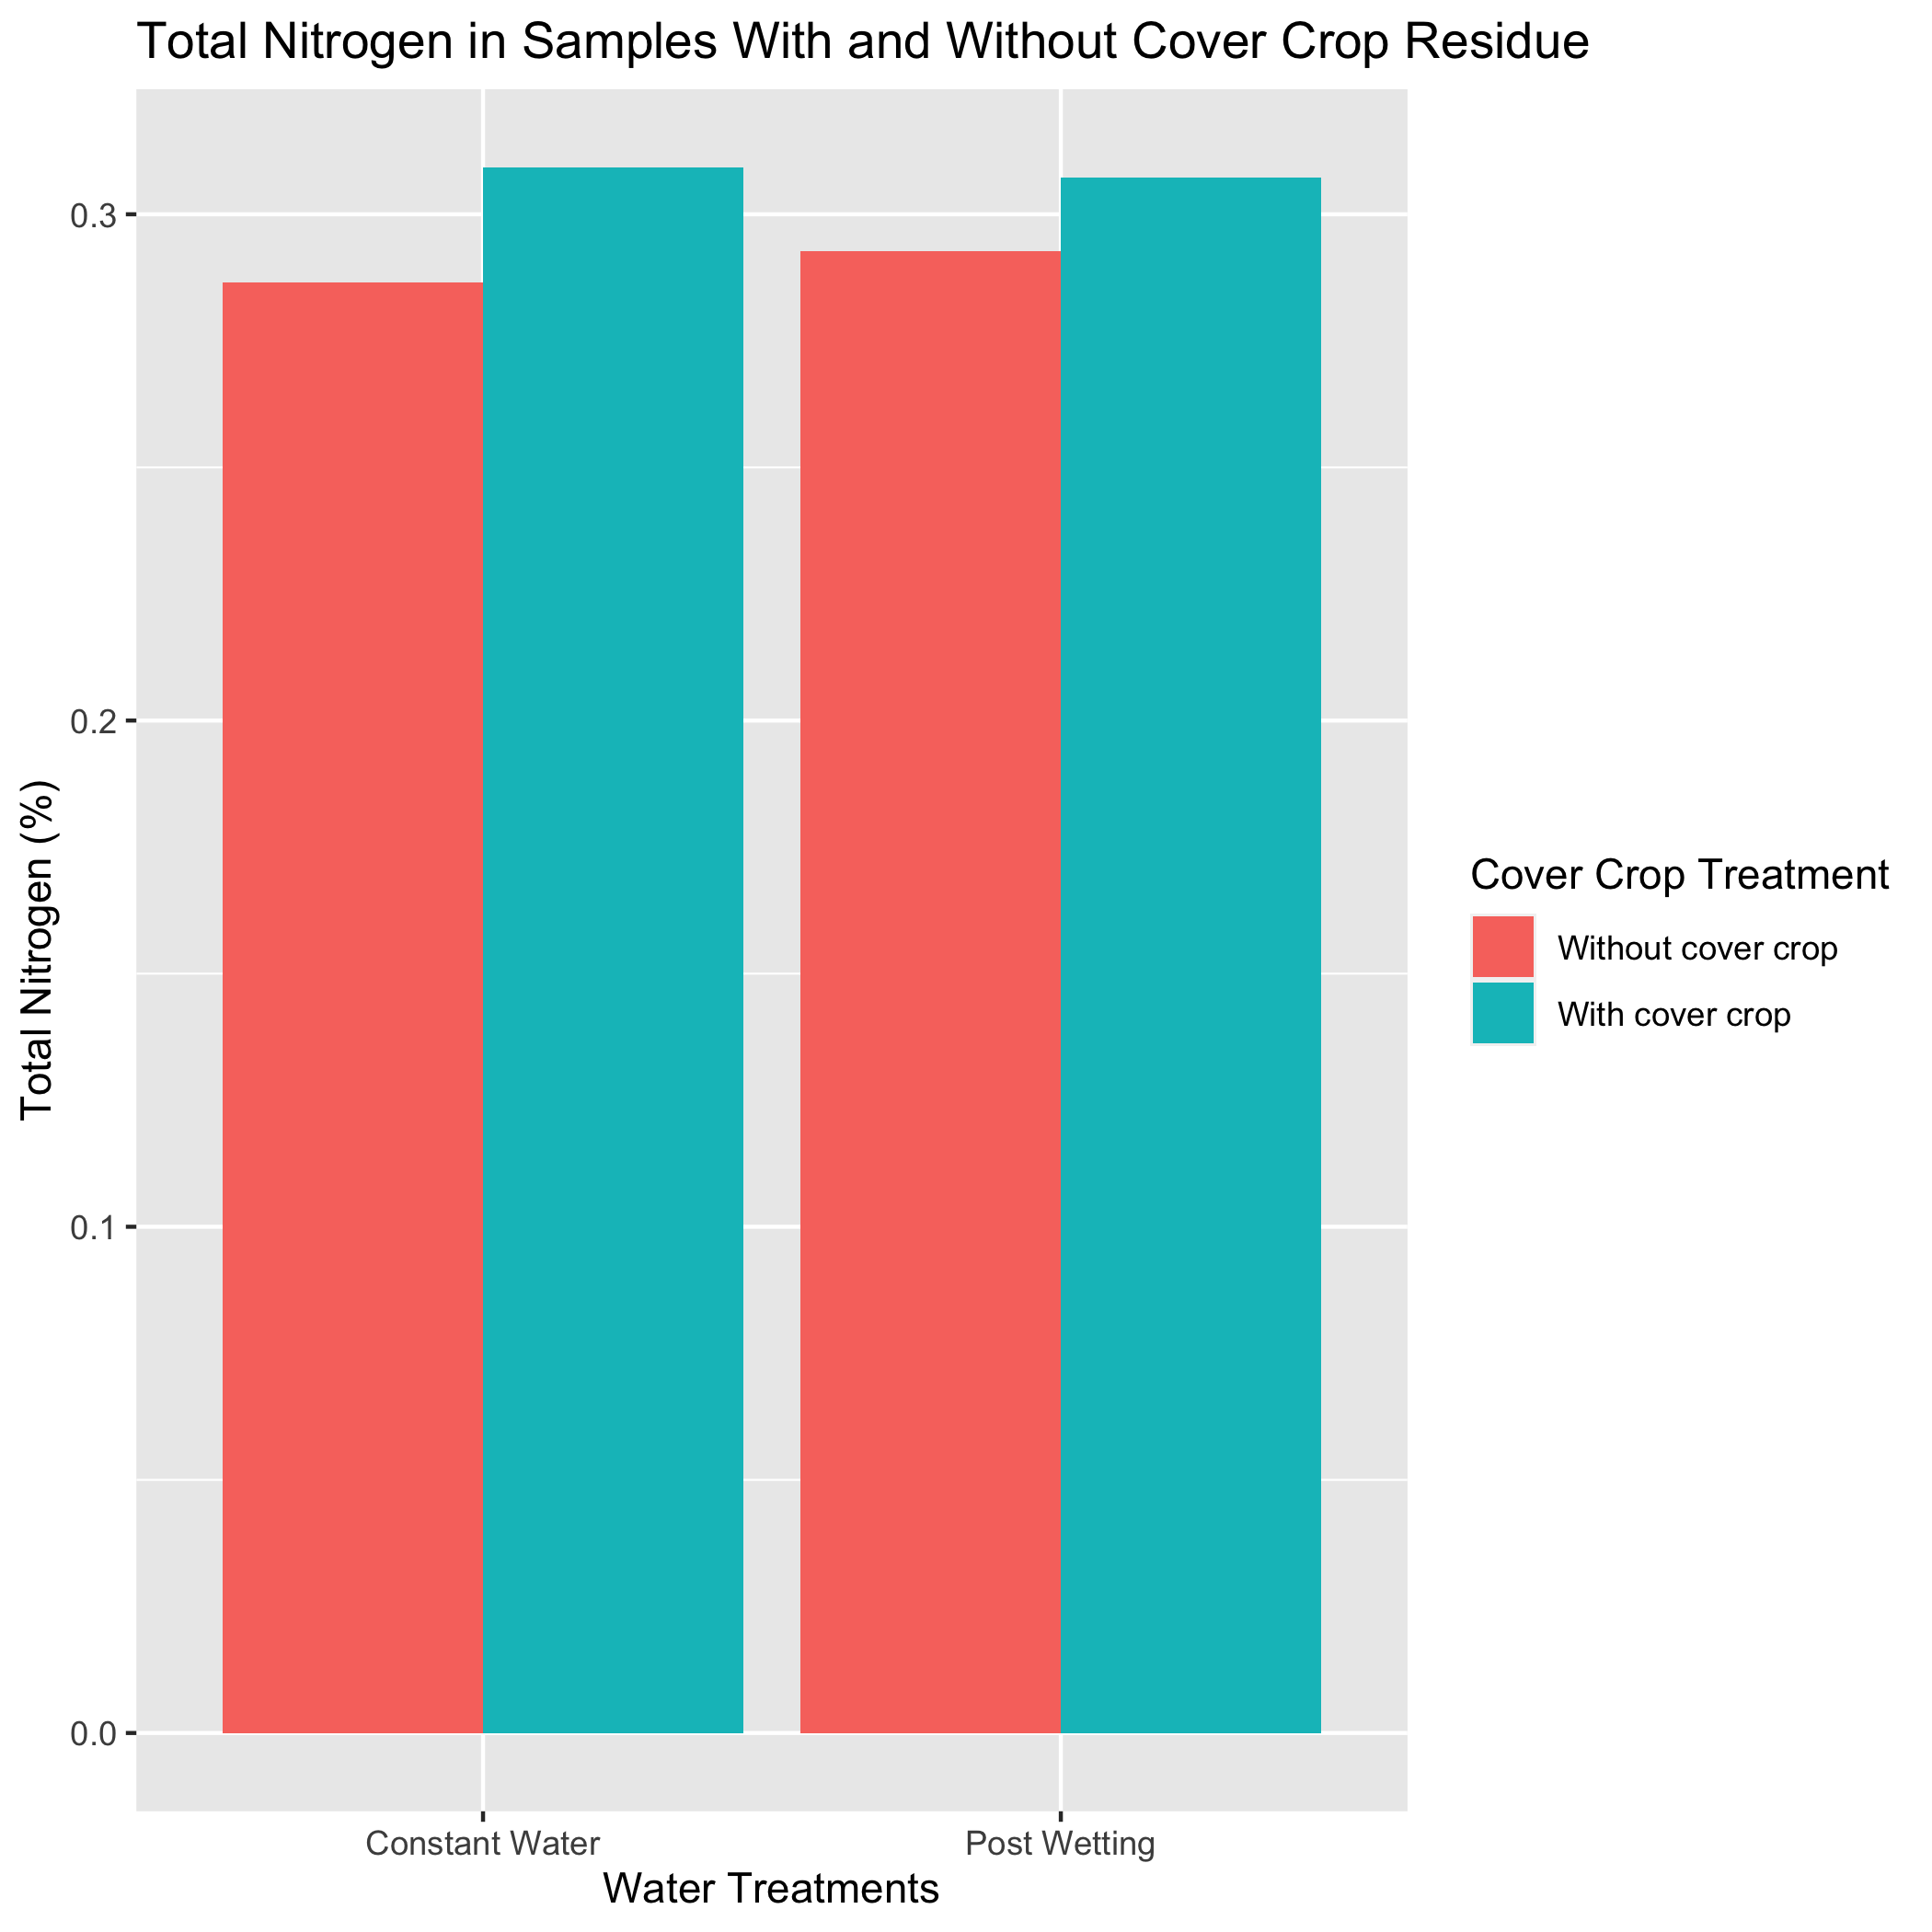 Total Nitrogen in Samples With and Without Cover Crop Residue
Total Nitrogen (%)
0.3
0.2
0.1
0.0
Constant Water
Post Wetting
Water Treatments
Cover Crop Treatment
Without cover crop
With cover crop